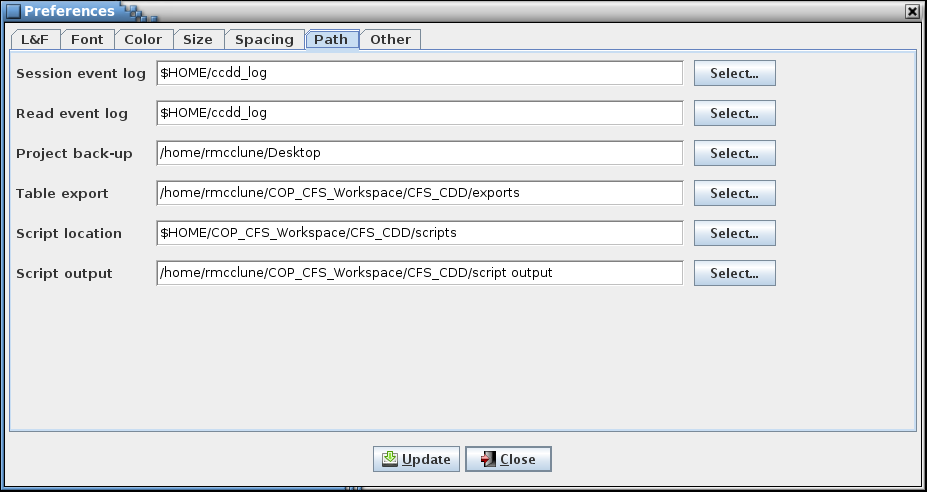 Preferences
L&F Font Color Size Spacing Path Other
Session event log $HOME/ccdd_log Select...
Read event log $HOME/ccdd_log Select...
Project back-up /home/rmcclune/Desktop Select...
Table export /home/rmcclune/COP_CFS_Workspace/CFS_CDD/exports Select...
Script location $HOME/COP_CFS_Workspace/CFS_CDD/scripts Select...
Script output /home/rmcclune/COP_CFS_Workspace/CFS_CDD/script output Select...
Update Close